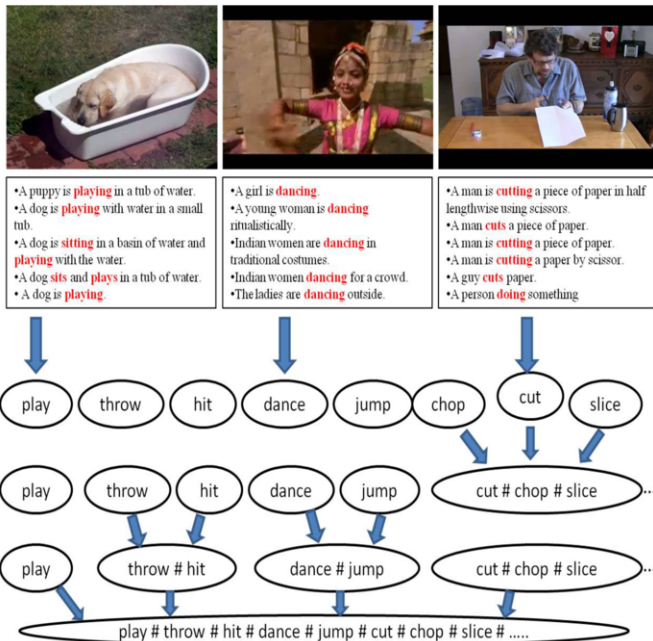 •A puppy is playing in a tub of water.
•A dog is playing with water in a small
tub.
•A dog is sitting in a basin of water and
playing with the water.
•A dog sits and plays in a tub of water.
•A dog is playing.
•A girl is dancing.
•A young woman is dancing
ritualistically.
•Indian women are dancing in
traditional costumes.
•Indian women dancing for a crowd.
•The ladies are dancing outside.
•A man is cutting a piece of paper in half
lengthwise using scissors.
•A man cuts a piece of paper.
•A man is cutting a piece of paper.
•A man is cutting a paper by scissor.
•A guy cuts paper.
•A person doing something
play throw hit dance jump chop cut slice
play throw hit dance jump cut # chop # slice ...
play throw # hit dance # jump cut # chop # slice ...
play # throw # hit # dance # jump # cut # chop # slice # .....